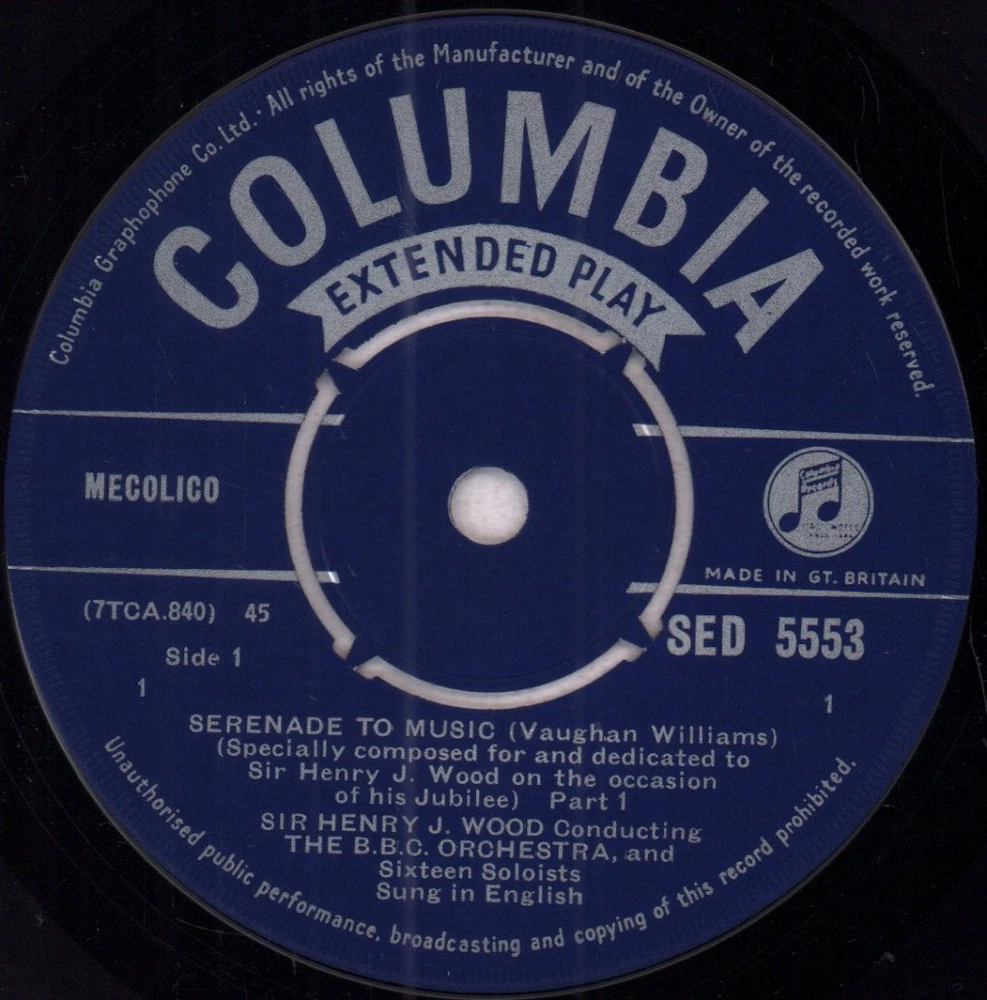 Columbia Graphophone Co. Ltd. · All rights of the Manufacturer and of the Owner of the recorded work reserved.
COLUMBIA
EXTENDED PLAY
MECOLICO
Columbia
Records
MADE IN GT. BRITAIN
(7TCA.840) 45
SED 5553
Side 1
1
1
SERENADE TO MUSIC (Vaughan Williams)
(Specially composed for and dedicated to
Sir Henry J. Wood on the occasion
of his Jubilee) Part 1
SIR HENRY J. WOOD Conducting
THE B.B.C. ORCHESTRA, and
Sixteen Soloists
Sung in English
Unauthorised public performance, broadcasting and copying of this record prohibited.